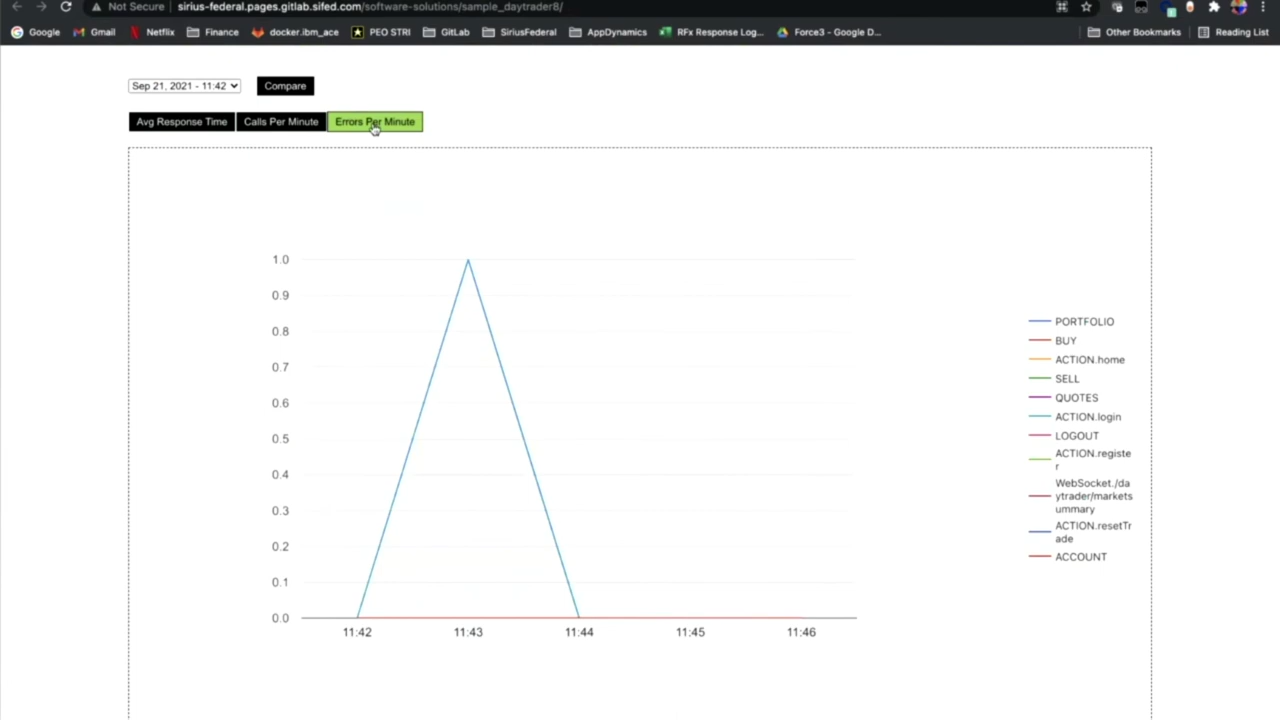 Not Secure | sirius-federal.pages.gitlab.sifed.com/software-solutions/sample_daytrader8/
Google Gmail Netflix Finance docker.ibm_ace PEO STRI GitLab SiriusFederal AppDynamics RFx Response Log... Force3 - Google D... Other Bookmarks Reading List
Sep 21, 2021 - 11:42 Compare
Avg Response Time Calls Per Minute Errors Per Minute
1.0
0.9
0.8
0.7
0.6
0.5
0.4
0.3
0.2
0.1
0.0
11:42 11:43 11:44 11:45 11:46
PORTFOLIO
BUY
ACTION.home
SELL
QUOTES
ACTION.login
LOGOUT
ACTION.registe
r
WebSocket./da
ytrader/markets
ummary
ACTION.resetTr
ade
ACCOUNT